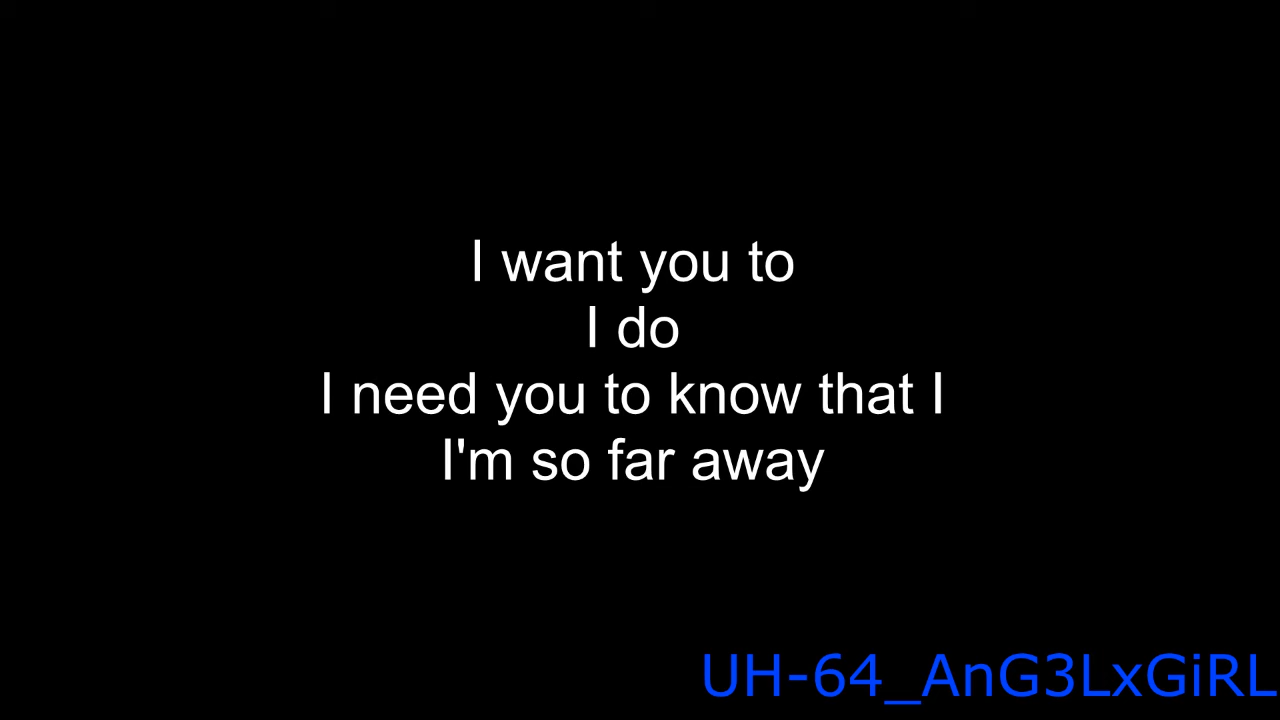 I want you to
I do
I need you to know that I
I'm so far away
UH-64_AnG3LxGiRL